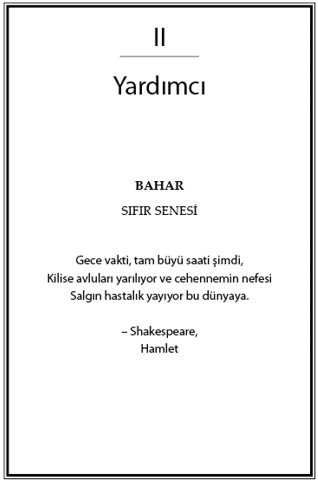 II
Yardımcı
BAHAR
SIFIR SENESİ
Gece vakti, tam büyü saati şimdi,
Kilise avluları yarılıyor ve cehennemin nefesi
Salgın hastalık yayıyor bu dünyaya.
– Shakespeare,
Hamlet